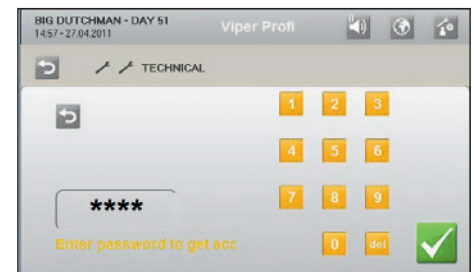 BIG DUTCHMAN - DAY 51
14:57 - 27.04.2011
Viper Profi
TECHNICAL
1 2 3
4 5 6
7 8 9
****
Enter password to get acc
0 del